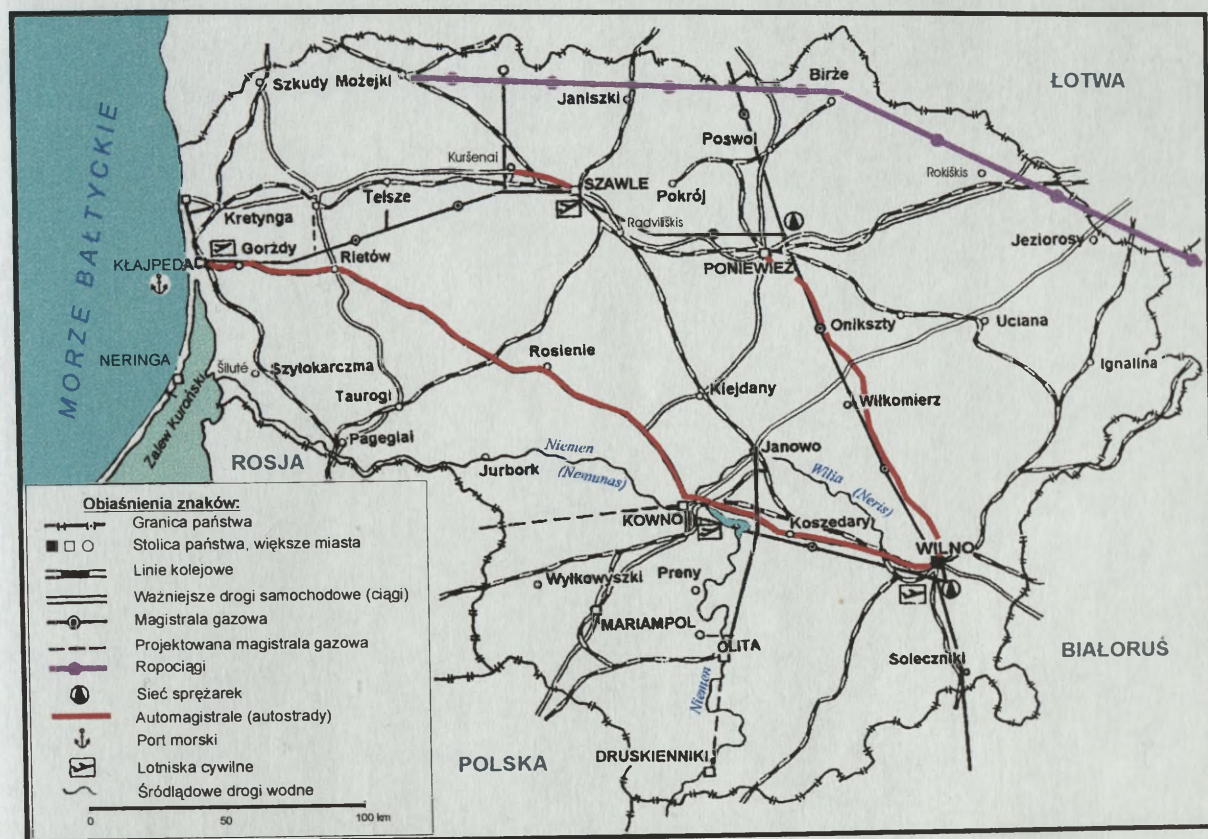 MORZE BAŁTYCKIE
ŁOTWA
Szkudy
Możejki
Birże
Janiszki
Poswol
Kuršenai
Rokiškis
Telsze
SZAWLE
Pokrój
Kretynga
Radviliškis
Jeziorosy
Gorżdy
KŁAJPEDA
Rietów
PONIEWIEŻ
Onikszty
Uciana
NERINGA
Rosienie
Ignalina
Šiluté
Szyłokarczma
Kiejdany
Taurogi
Wiłkomierz
Zalew Kuroński
Pagegiai
Niemen
Janowo
ROSJA
Jurbork
(Nemunas)
Wilia (Neris)
KOWNO
Koszedary
WILNO
Preny
Wyłkowyszki
MARIAMPOL
OLITA
BIAŁORUŚ
Soleczniki
Niemen
POLSKA
DRUSKIENNIKI
Objaśnienia znaków:
Granica państwa
Stolica państwa, większe miasta
Linie kolejowe
Ważniejsze drogi samochodowe (ciągi)
Magistrala gazowa
Projektowana magistrala gazowa
Ropociągi
Sieć sprężarek
Automagistrale (autostrady)
Port morski
Lotniska cywilne
Śródlądowe drogi wodne
0 50 100 km